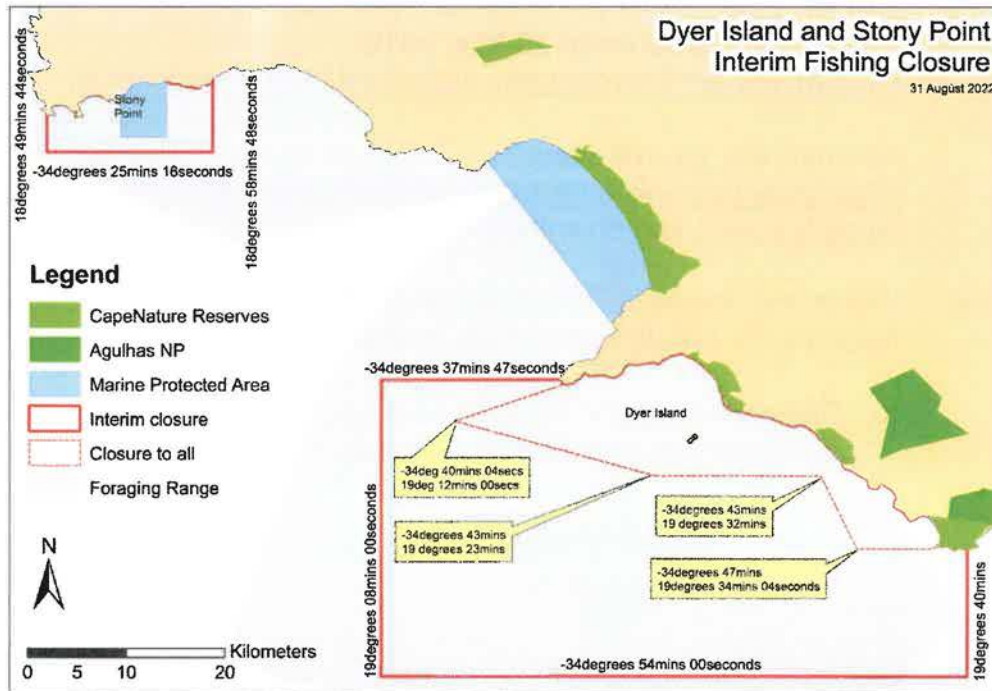 Dyer Island and Stony Point
Interim Fishing Closure
31 August 2022
18degrees 49mins 44seconds
Stony
Point
-34degrees 25mins 16seconds
18degrees 58mins 48seconds
Legend
CapeNature Reserves
Agulhas NP
Marine Protected Area
Interim closure
Closure to all
Foraging Range
N
Kilometers
0 5 10 20
-34degrees 37mins 47seconds
Dyer Island
-34deg 40mins 04secs
19deg 12mins 00secs
-34degrees 43mins
19 degrees 23mins
-34degrees 43mins
19 degrees 32mins
-34degrees 47mins
19degrees 34mins 04seconds
19degrees 08mins 00seconds
-34degrees 54mins 00seconds
19degrees 40mins